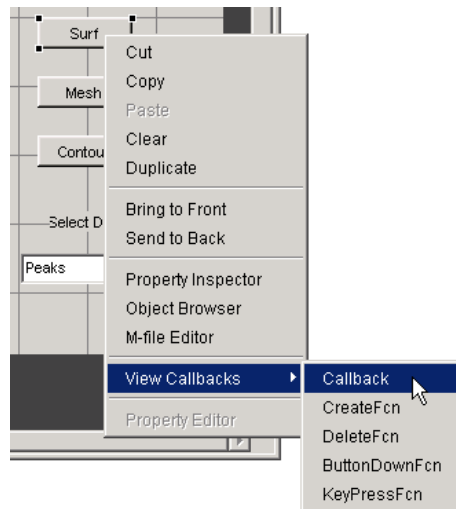 Surf
Cut
Copy
Mesh
Paste
Clear
Contou
Duplicate
Bring to Front
Select D
Send to Back
Peaks
Property Inspector
Object Browser
M-file Editor
View Callbacks
Callback
CreateFcn
Property Editor
DeleteFcn
ButtonDownFcn
KeyPressFcn